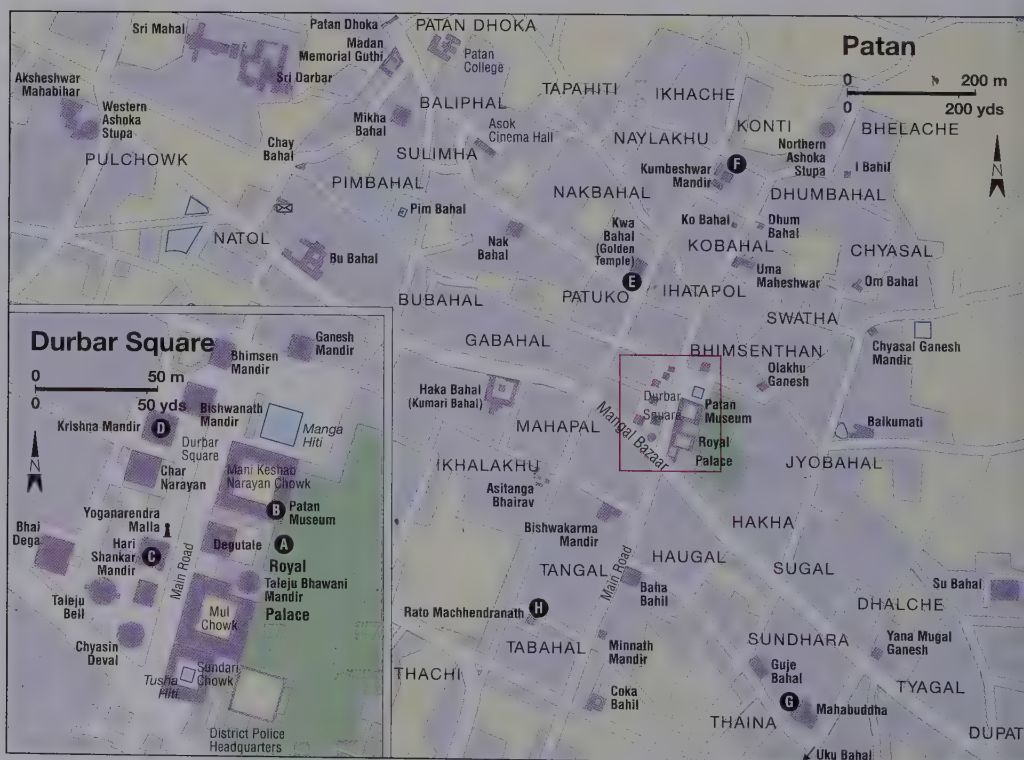 Patan
0 200 m
0 200 yds
N
Sri Mahal
Patan Dhoka
PATAN DHOKA
Madan
Memorial Guthi
Patan
College
Sri Darbar
Aksheshwar
Mahabihar
Western
Ashoka
Stupa
TAPAHITI
IKHACHE
BALIPHAL
Mikha
Bahal
Asok
Cinema Hall
NAYLAKHU
KONTI
BHELACHE
Northern
Ashoka
Stupa
Chay
Bahal
SULIMHA
PULCHOWK
F
Kumbeshwar
Mandir
I Bahil
PIMBAHAL
NAKBAHAL
DHUMBAHAL
Pim Bahal
Nak
Bahal
Kwa
Bahal
(Golden
Temple)
Ko Bahal
Dhum
Bahal
NATOL
Bu Bahal
KOBAHAL
CHYASAL
Uma
Maheshwar
Om Bahal
E
BUBAHAL
PATUKO
IHATAPOL
SWATHA
GABAHAL
BHIMSENTHAN
Chyasal Ganesh
Mandir
Olakhu
Ganesh
Haka Bahal
(Kumari Bahal)
Durbar
Square
Patan
Museum
Mangal Bazaar
Royal
Palace
Balkumati
MAHAPAL
JYOBAHAL
IKHALAKHU
Asitanga
Bhairav
Bishwakarma
Mandir
HAKHA
HAUGAL
SUGAL
TANGAL
Main Road
Baha
Bahil
Su Bahal
DHALCHE
Rato Machhendranath
H
TABAHAL
Minnath
Mandir
SUNDHARA
Yana Mugal
Ganesh
THACHI
Guje
Bahal
TYAGAL
Coka
Bahil
G
Mahabuddha
THAINA
DUPAT
Uku Bahal
Durbar Square
0 50 m
0 50 yds
N
Bhimsen
Mandir
Ganesh
Mandir
Bishwanath
Mandir
Krishna Mandir
D
Durbar
Square
Manga
Hiti
Char
Narayan
Mani Keshab
Narayan Chowk
Yoganarendra
Malla
B
Patan
Museum
Bhai
Dega
Hari
Shankar
Mandir
C
Degutale
A
Royal
Palace
Main Road
Taleju Bhawani
Mandir
Taleju
Bell
Mul
Chowk
Chyasin
Deval
Sundari
Chowk
Tusha
Hiti
District Police
Headquarters